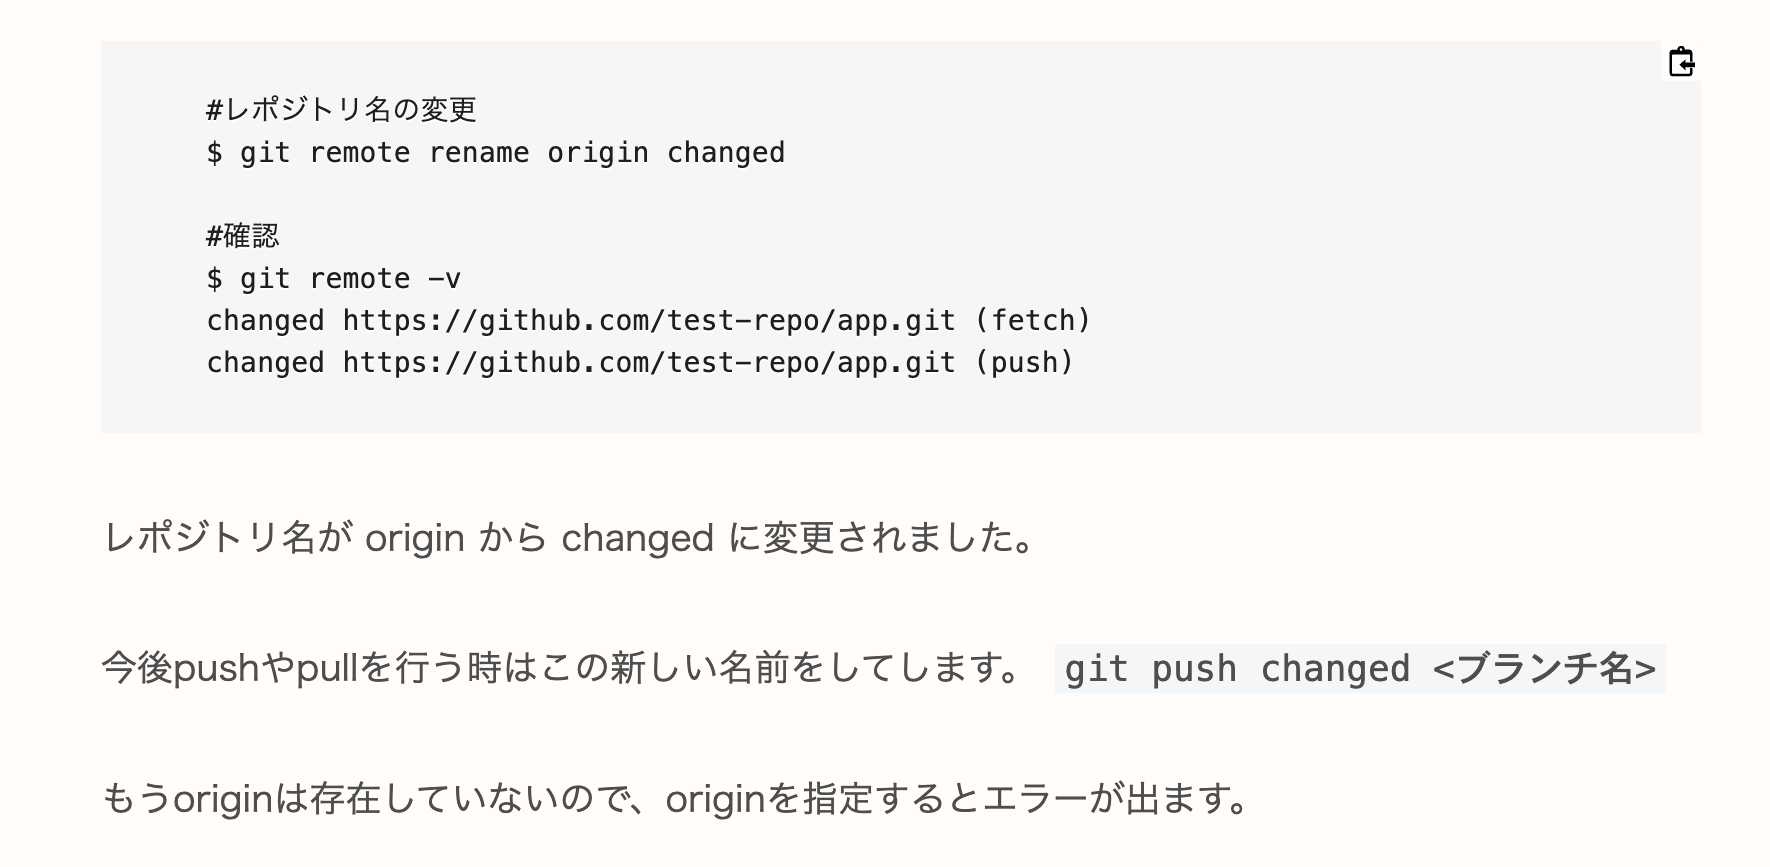 #レポジトリ名の変更
$ git remote rename origin changed
#確認
$ git remote -v
changed https://github.com/test-repo/app.git (fetch)
changed https://github.com/test-repo/app.git (push)
レポジトリ名が origin から changed に変更されました。
今後pushやpullを行う時はこの新しい名前をしてします。 git push changed <ブランチ名>
もうoriginは存在していないので、originを指定するとエラーが出ます。